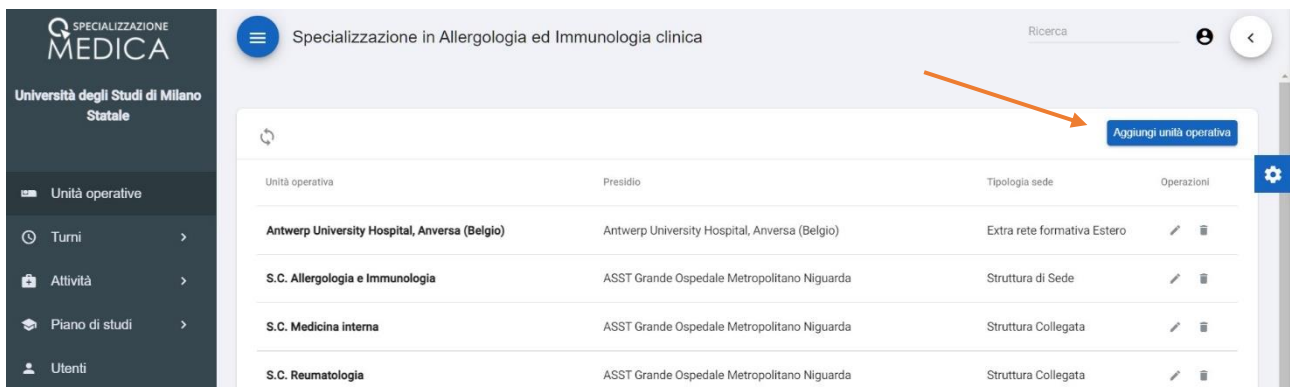 SPECIALIZZAZIONE
MEDICA
Università degli Studi di Milano
Statale
Unità operative
Turni
Attività
Piano di studi
Utenti
Specializzazione in Allergologia ed Immunologia clinica
Ricerca
Aggiungi unità operativa
Unità operativa Presidio Tipologia sede Operazioni
Antwerp University Hospital, Anversa (Belgio) Antwerp University Hospital, Anversa (Belgio) Extra rete formativa Estero
S.C. Allergologia e Immunologia ASST Grande Ospedale Metropolitano Niguarda Struttura di Sede
S.C. Medicina interna ASST Grande Ospedale Metropolitano Niguarda Struttura Collegata
S.C. Reumatologia ASST Grande Ospedale Metropolitano Niguarda Struttura Collegata